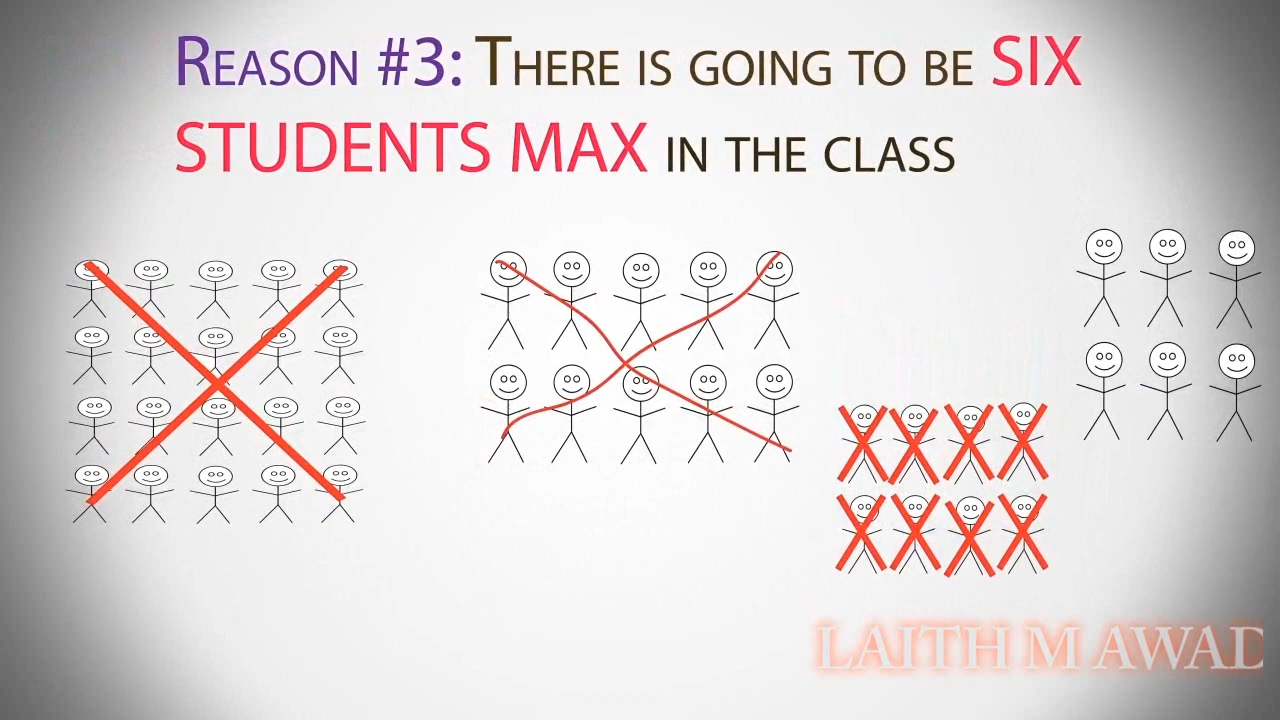 Reason #3: There is going to be SIX
STUDENTS MAX in the class
LAITH M AWAD